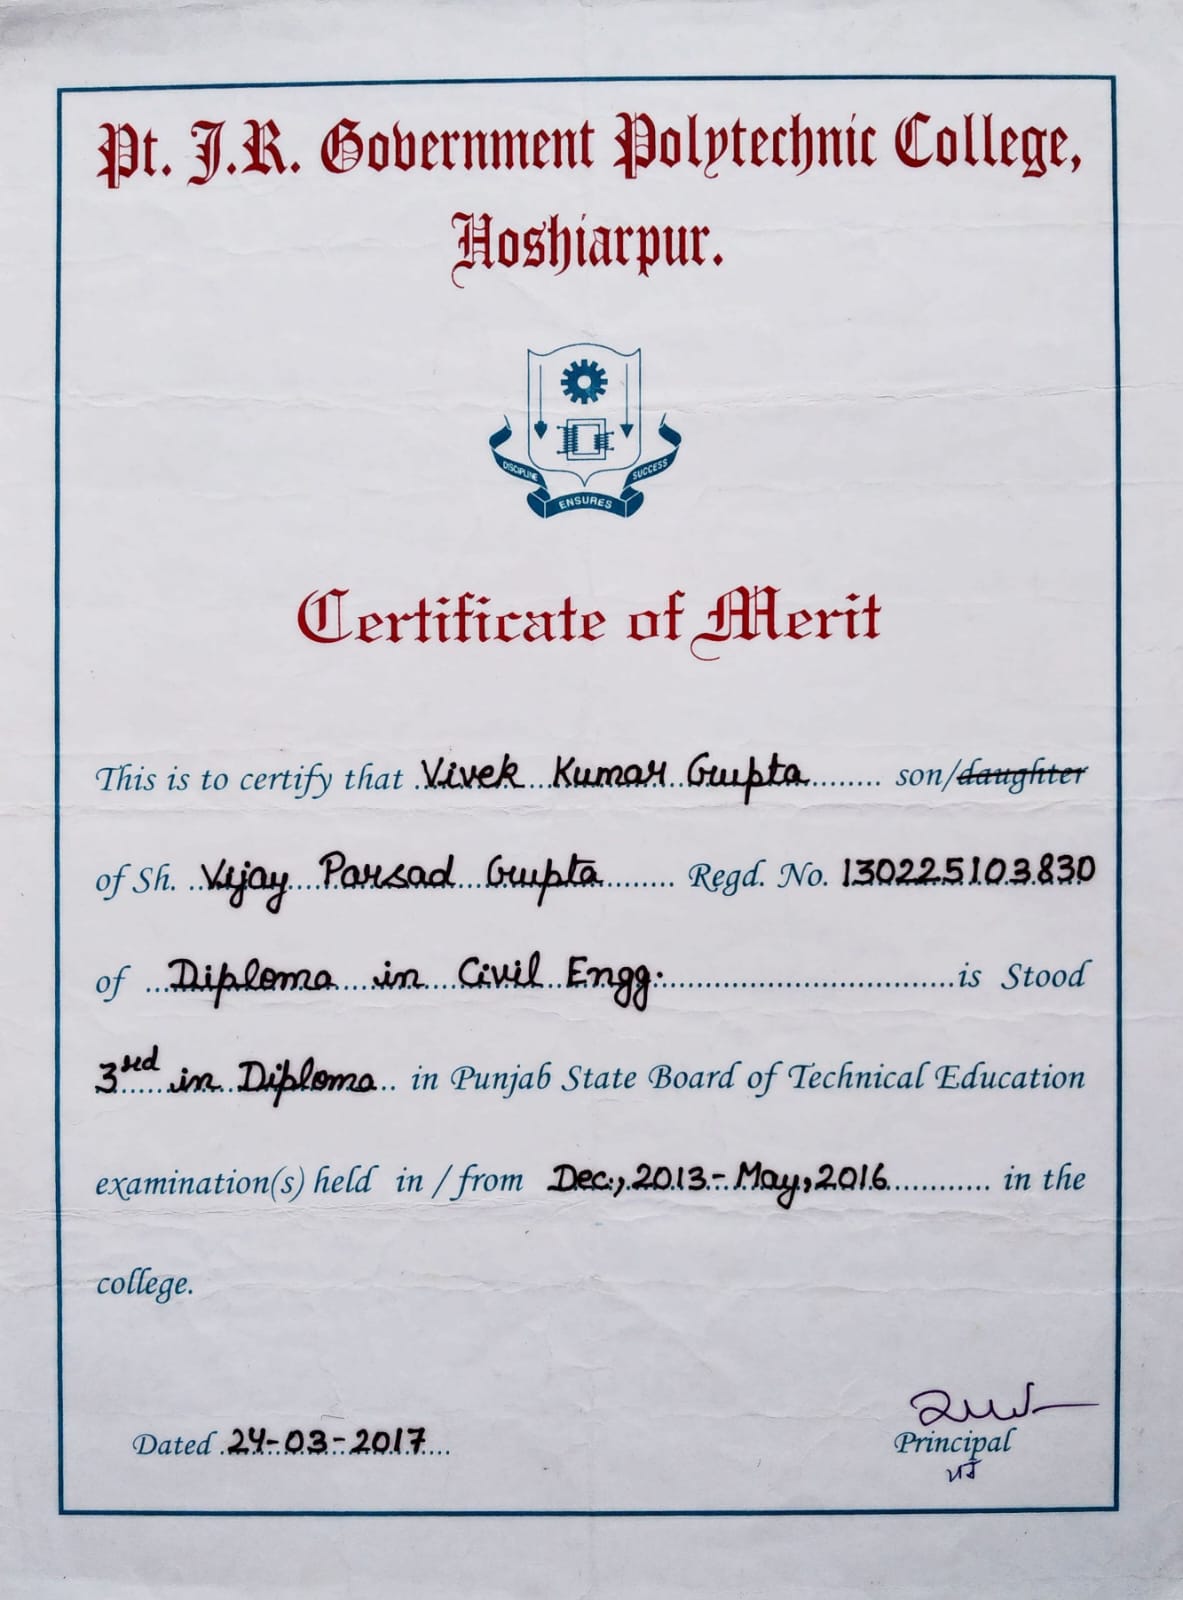 Pt. J.R. Government Polytechnic College,
Hoshiarpur.
DISCIPLINE ENSURES SUCCESS
Certificate of Merit
This is to certify that Vivek Kumar Gupta son/daughter
of Sh. Vijay Parsad Gupta Regd. No. 130225103830
of Diploma in Civil Engg. is Stood
3rd in Diploma in Punjab State Board of Technical Education
examination(s) held in / from Dec., 2013 - May, 2016 in the
college.
Dated 24-03-2017
Principal